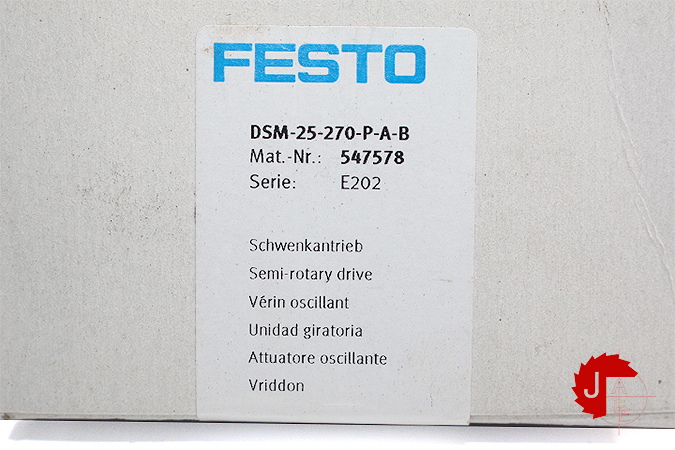 FESTO
DSM-25-270-P-A-B
Mat.-Nr.: 547578
Serie: E202
Schwenkantrieb
Semi-rotary drive
Vérin oscillant
Unidad giratoria
Attuatore oscillante
Vriddon
J